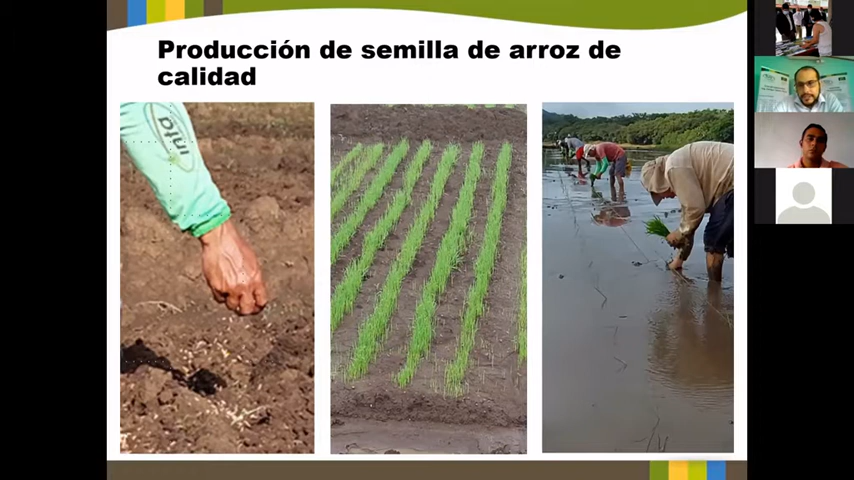 Producción de semilla de arroz de
calidad
inta